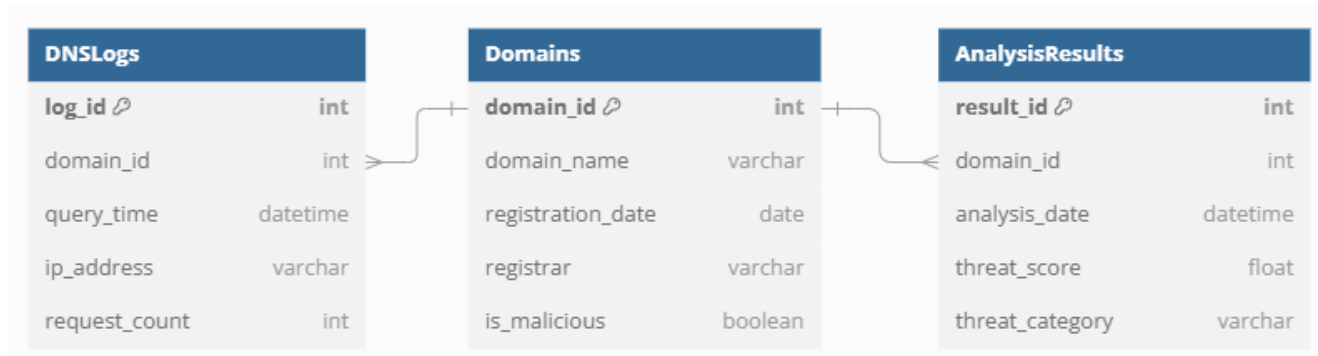 DNSLogs
log_id int
domain_id int
query_time datetime
ip_address varchar
request_count int
Domains
domain_id int
domain_name varchar
registration_date date
registrar varchar
is_malicious boolean
AnalysisResults
result_id int
domain_id int
analysis_date datetime
threat_score float
threat_category varchar